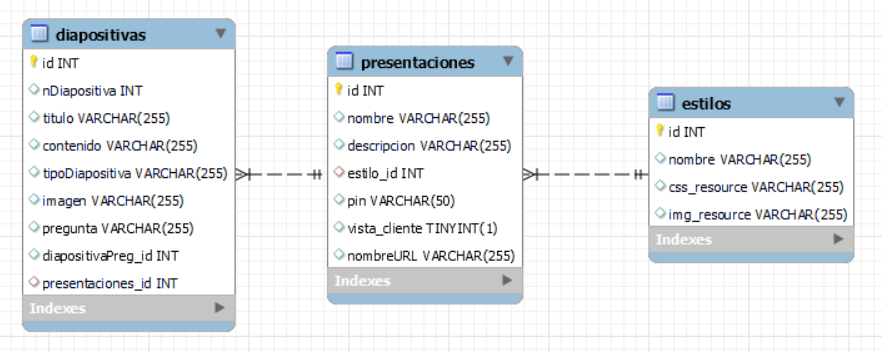 diapositivas
id INT
nDiapositiva INT
titulo VARCHAR(255)
contenido VARCHAR(255)
tipoDiapositiva VARCHAR(255)
imagen VARCHAR(255)
pregunta VARCHAR(255)
diapositivaPreg_id INT
presentaciones_id INT
Indexes
presentaciones
id INT
nombre VARCHAR(255)
descripcion VARCHAR(255)
estilo_id INT
pin VARCHAR(50)
vista_cliente TINYINT(1)
nombreURL VARCHAR(255)
Indexes
estilos
id INT
nombre VARCHAR(255)
css_resource VARCHAR(255)
img_resource VARCHAR(255)
Indexes